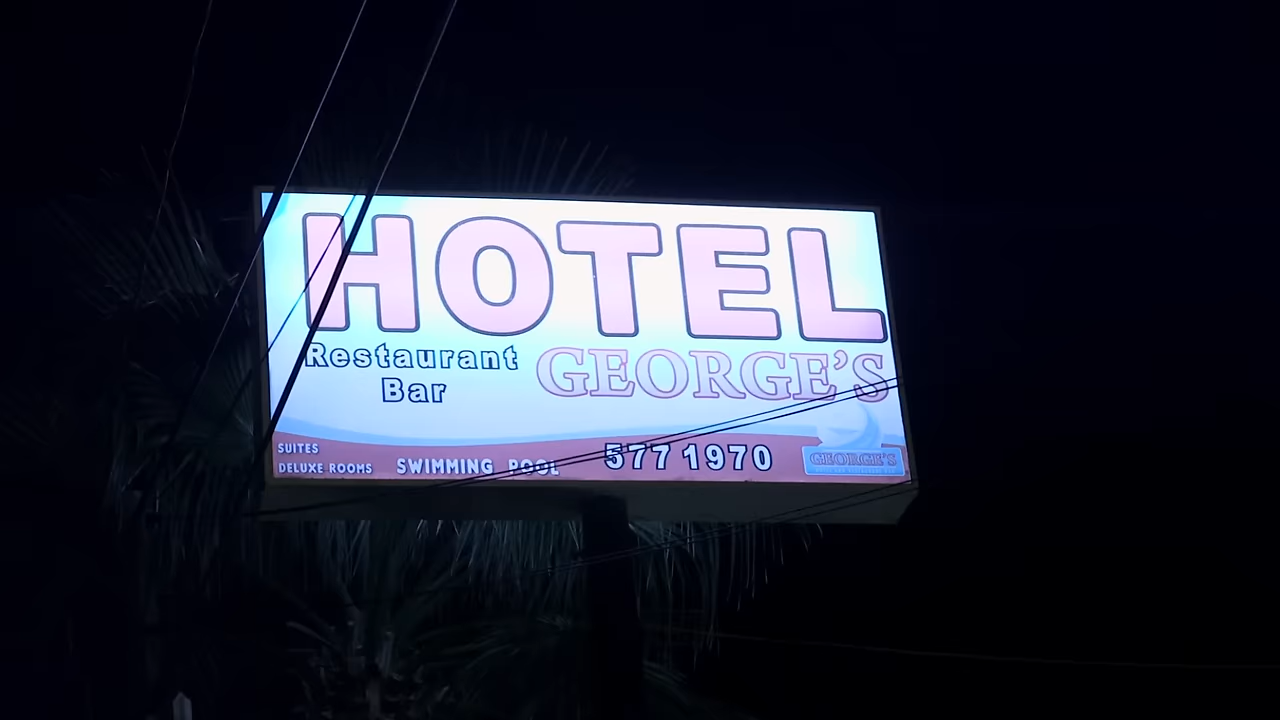 HOTEL
Restaurant
Bar
GEORGE'S
SUITES
DELUXE ROOMS
SWIMMING POOL
577 1970
GEORGE'S